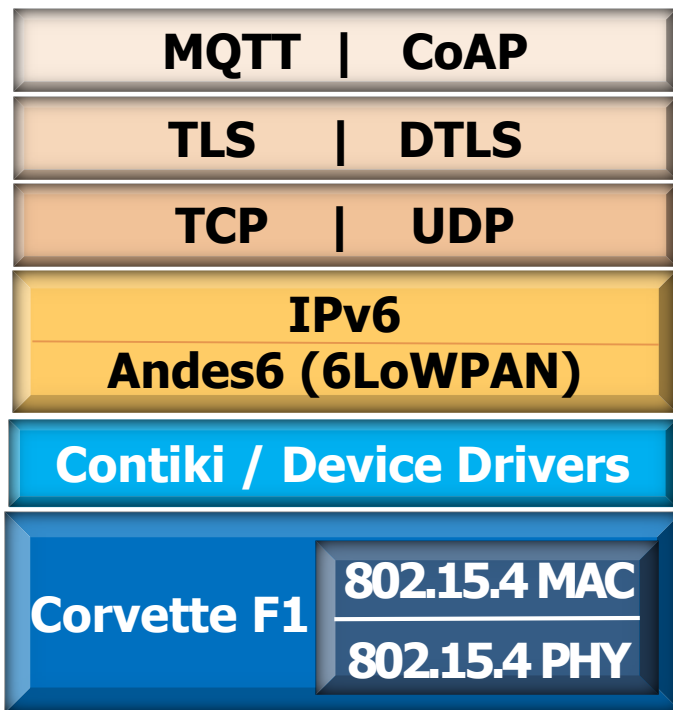 MQTT | CoAP
TLS | DTLS
TCP | UDP
IPv6
Andes6 (6LoWPAN)
Contiki / Device Drivers
Corvette F1
802.15.4 MAC
802.15.4 PHY